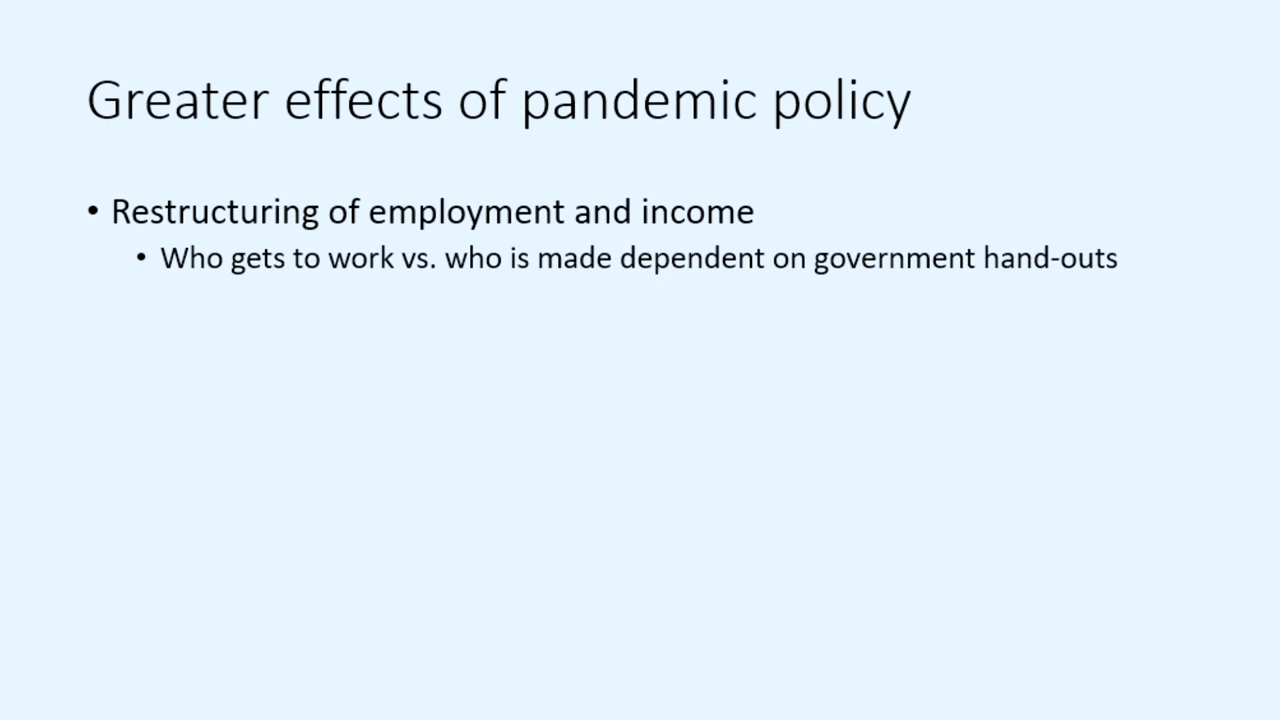 Greater effects of pandemic policy
• Restructuring of employment and income
• Who gets to work vs. who is made dependent on government hand-outs